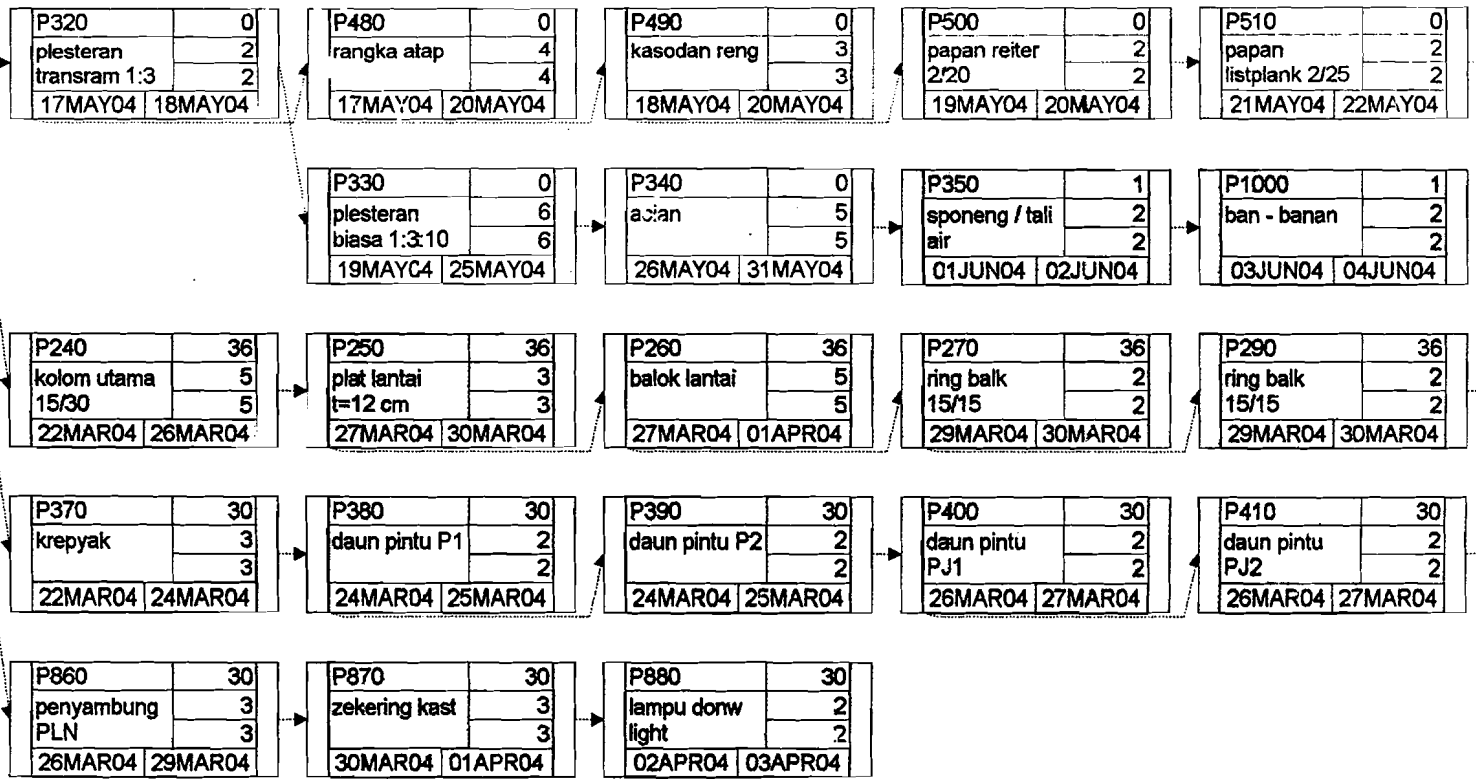 P320 0
plesteran 2
transram 1:3 2
17MAY04 18MAY04
P480 0
rangka atap 4
4
17MAY04 20MAY04
P490 0
kasodan reng 3
3
18MAY04 20MAY04
P500 0
papan reiter 2
2/20 2
19MAY04 20MAY04
P510 0
papan 2
listplank 2/25 2
21MAY04 22MAY04
P330 0
plesteran 6
biasa 1:3:10 6
19MAY04 25MAY04
P340 0
acian 5
5
26MAY04 31MAY04
P350 1
sponeng / tali 2
air 2
01JUN04 02JUN04
P1000 1
ban - banan 2
2
03JUN04 04JUN04
P240 36
kolom utama 5
15/30 5
22MAR04 26MAR04
P250 36
plat lantai 3
t=12 cm 3
27MAR04 30MAR04
P260 36
balok lantai 5
5
27MAR04 01APR04
P270 36
ring balk 2
15/15 2
29MAR04 30MAR04
P290 36
ring balk 2
15/15 2
29MAR04 30MAR04
P370 30
krepyak 3
3
22MAR04 24MAR04
P380 30
daun pintu P1 2
2
24MAR04 25MAR04
P390 30
daun pintu P2 2
2
24MAR04 25MAR04
P400 30
daun pintu 2
PJ1 2
26MAR04 27MAR04
P410 30
daun pintu 2
PJ2 2
26MAR04 27MAR04
P860 30
penyambung 3
PLN 3
26MAR04 29MAR04
P870 30
zekering kast 3
3
30MAR04 01APR04
P880 30
lampu donw 2
light 2
02APR04 03APR04